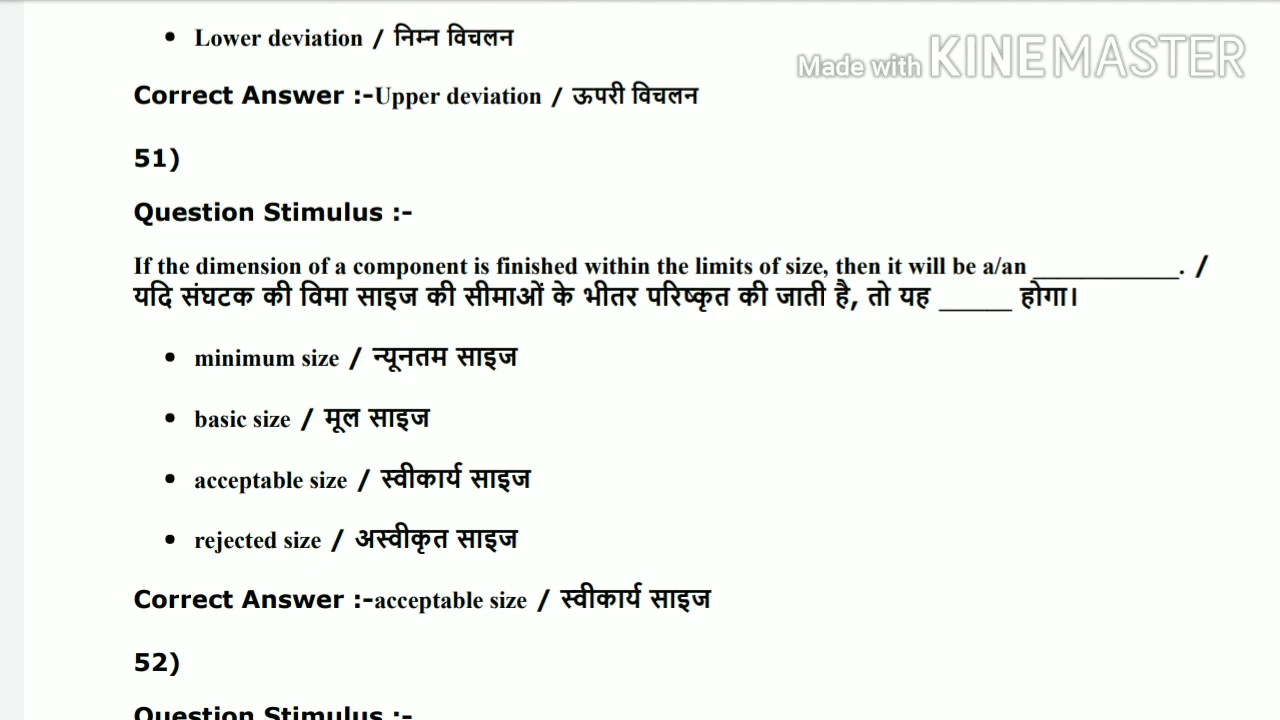 • Lower deviation / निम्न विचलन
Made with KINEMASTER
Correct Answer :-Upper deviation / ऊपरी विचलन
51)
Question Stimulus :-
If the dimension of a component is finished within the limits of size, then it will be a/an ____________. /
यदि संघटक की विमा साइज की सीमाओं के भीतर परिष्कृत की जाती है, तो यह ______ होगा।
• minimum size / न्यूनतम साइज
• basic size / मूल साइज
• acceptable size / स्वीकार्य साइज
• rejected size / अस्वीकृत साइज
Correct Answer :-acceptable size / स्वीकार्य साइज
52)
Question Stimulus :-